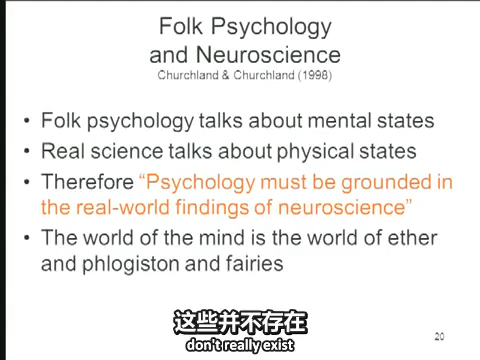 Folk Psychology
and Neuroscience
Churchland & Churchland (1998)
• Folk psychology talks about mental states
• Real science talks about physical states
• Therefore “Psychology must be grounded in
the real-world findings of neuroscience”
• The world of the mind is the world of ether
and phlogiston and fairies
这些并不存在
don't really exist
20